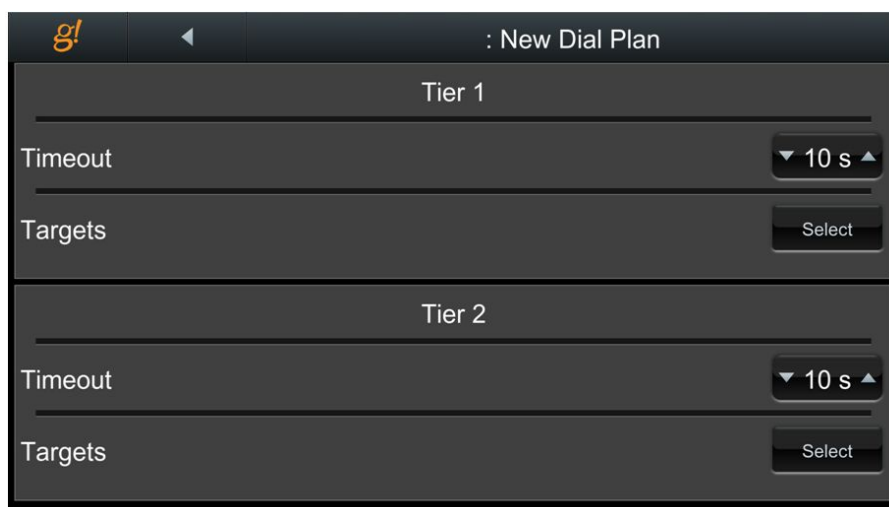 g!
: New Dial Plan
Tier 1
Timeout
10 s
Targets
Select
Tier 2
Timeout
10 s
Targets
Select